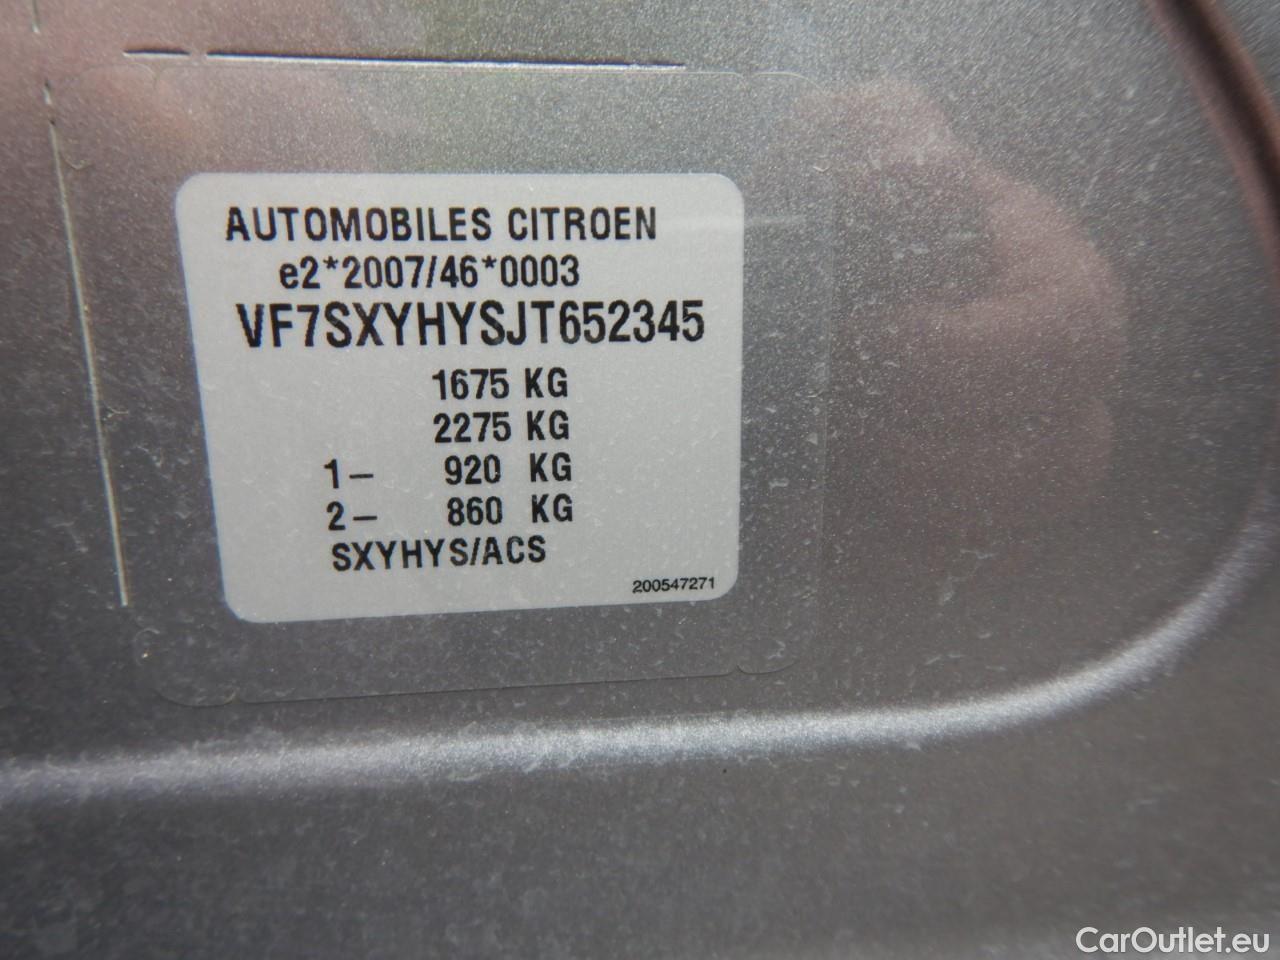 AUTOMOBILES CITROEN
e2*2007/46*0003
VF7SXYHYSJT652345
1675 KG
2275 KG
1- 920 KG
2- 860 KG
SXYHYS/ACS
200547271
CarOutlet.eu